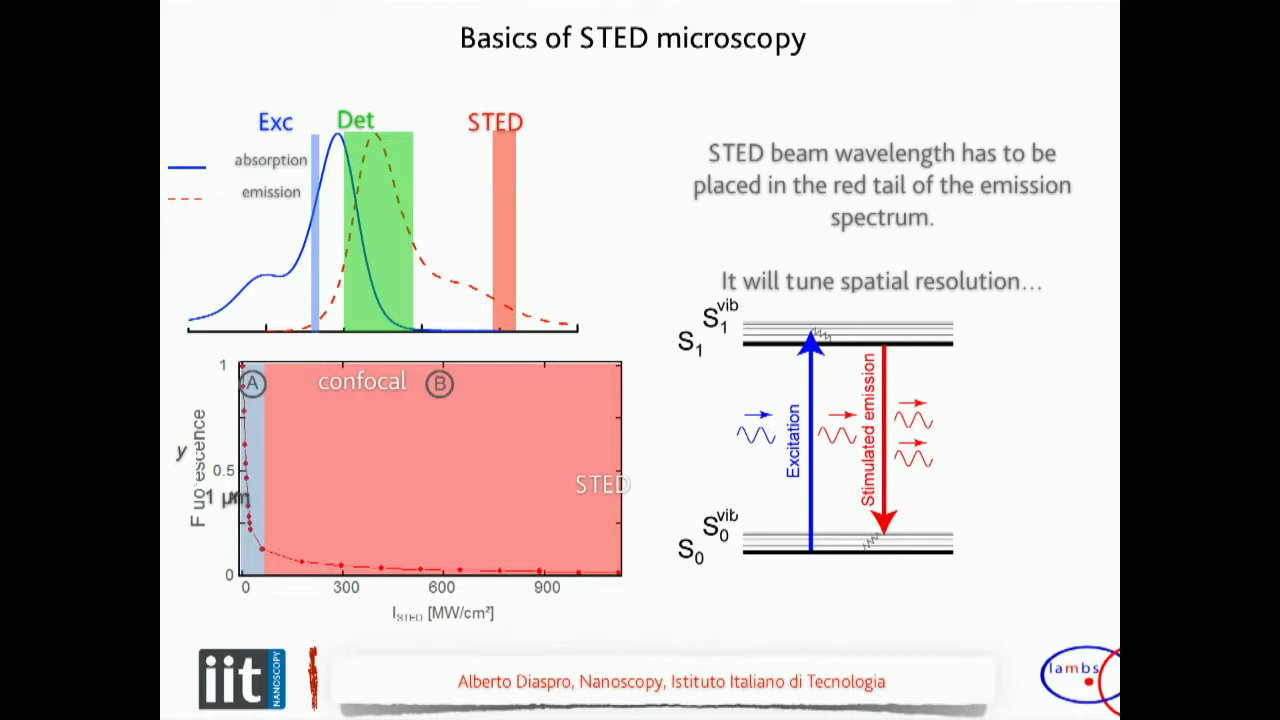 Basics of STED microscopy
Exc
Det
STED
absorption
emission
STED beam wavelength has to be
placed in the red tail of the emission
spectrum.
It will tune spatial resolution...
S1vib
S1
Excitation
Stimulated emission
S0vib
S0
1
A
confocal
B
y
0.5
STED
1 μm
0
0
300
600
900
ISTED [MW/cm²]
iit
NANOSCOPY
Alberto Diaspro, Nanoscopy, Istituto Italiano di Tecnologia
lambs